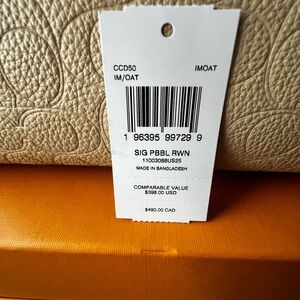 CCD50 IMOAT
IM/OAT
1 96395 99729 9
SIG PBBL RWN
11003088US25
MADE IN BANGLADESH
COMPARABLE VALUE
$398.00 USD
$490.00 CAD